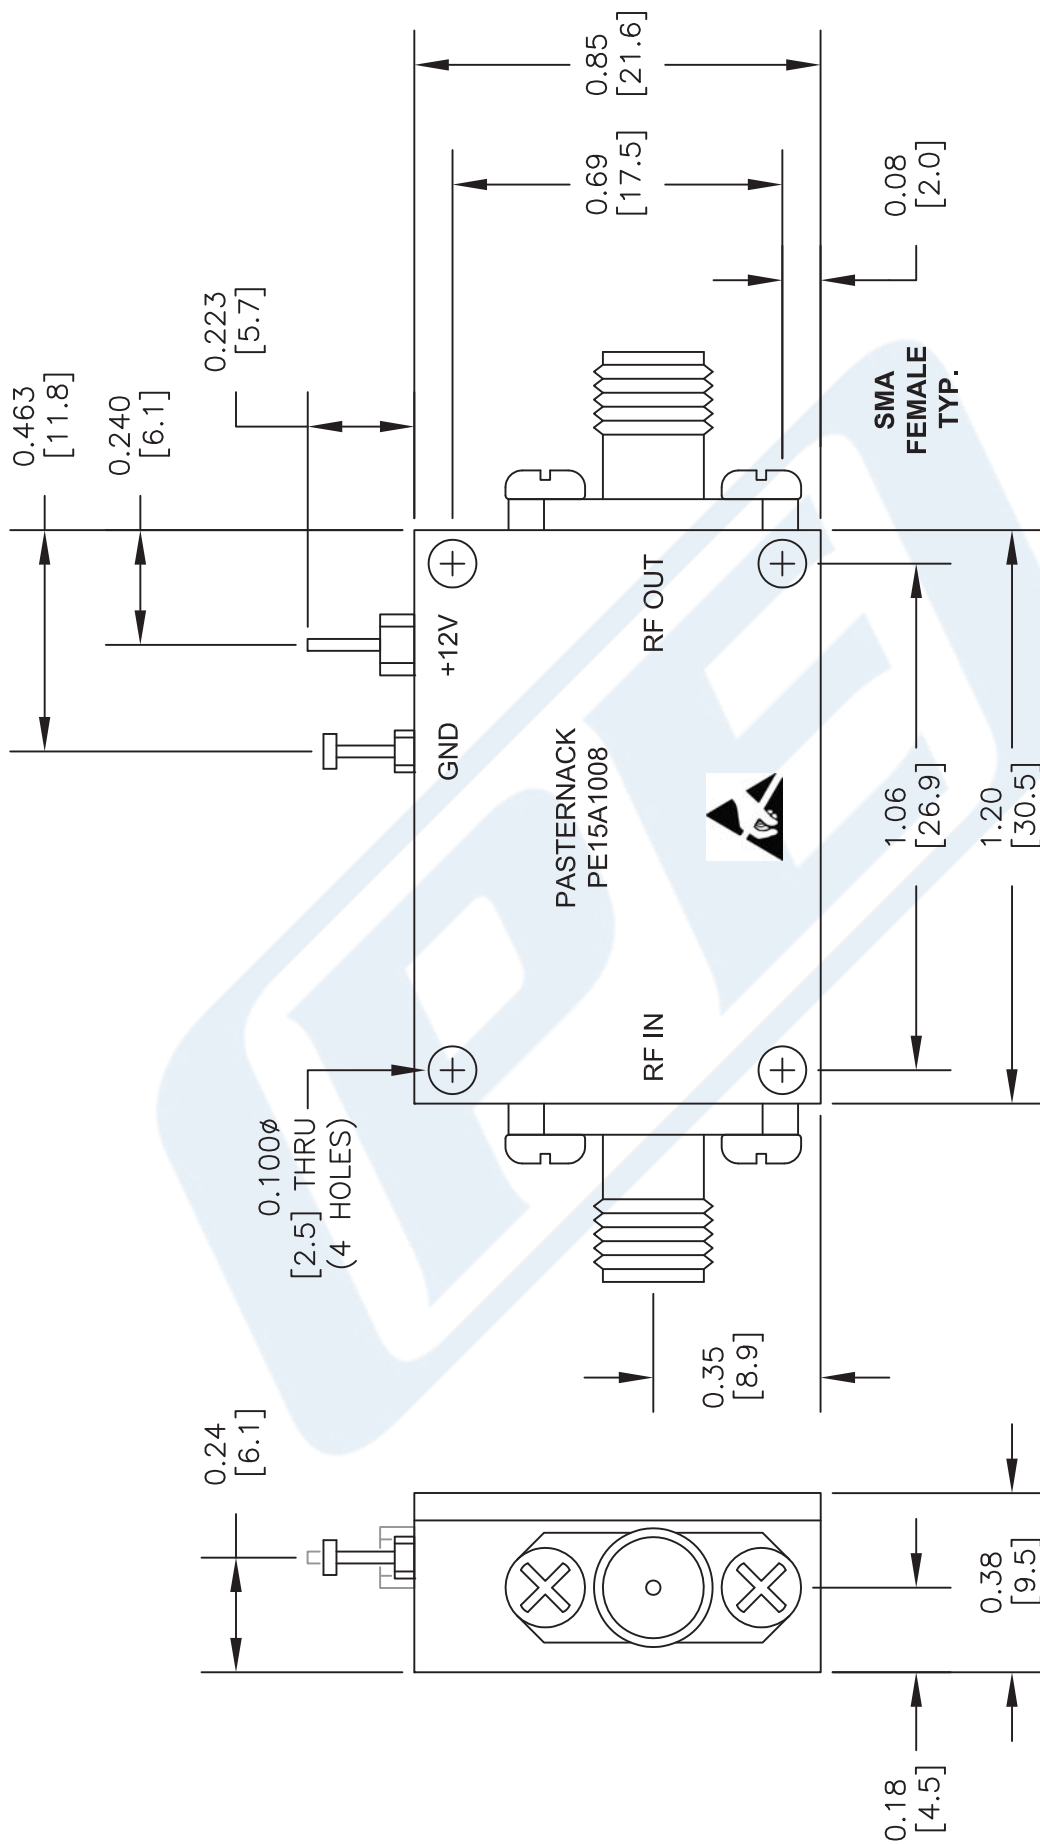 0.463
[11.8]
0.240
[6.1]
0.223
[5.7]
0.85
[21.6]
0.69
[17.5]
0.08
[2.0]
SMA
FEMALE
TYP.
GND
+12V
PASTERNACK
PE15A1008
RF IN
RF OUT
0.100ø
[2.5] THRU
(4 HOLES)
1.06
[26.9]
1.20
[30.5]
0.35
[8.9]
0.24
[6.1]
0.18
[4.5]
0.38
[9.5]
PE